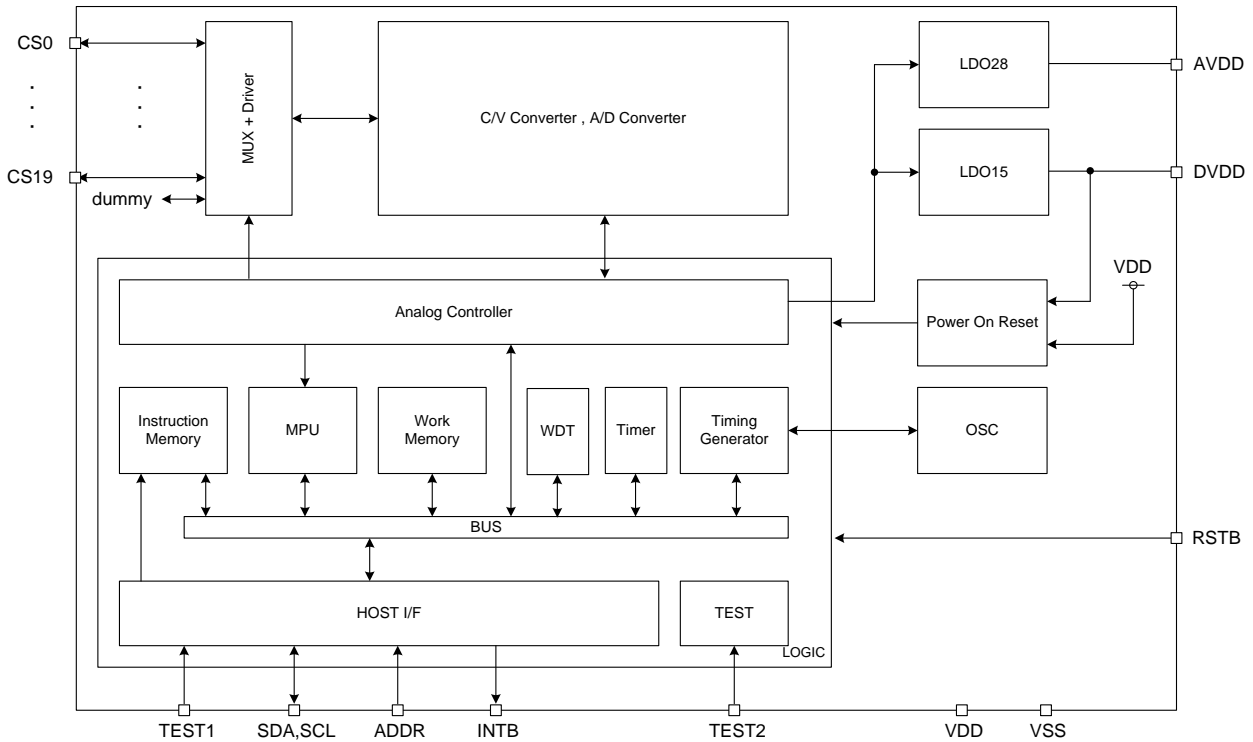 CS0
.
.
.
.
.
.
CS19
dummy
MUX + Driver
C/V Converter , A/D Converter
LDO28
AVDD
LDO15
DVDD
VDD
Analog Controller
Power On Reset
Instruction
Memory
MPU
Work
Memory
WDT
Timer
Timing
Generator
OSC
BUS
RSTB
HOST I/F
TEST
LOGIC
TEST1
SDA,SCL
ADDR
INTB
TEST2
VDD
VSS